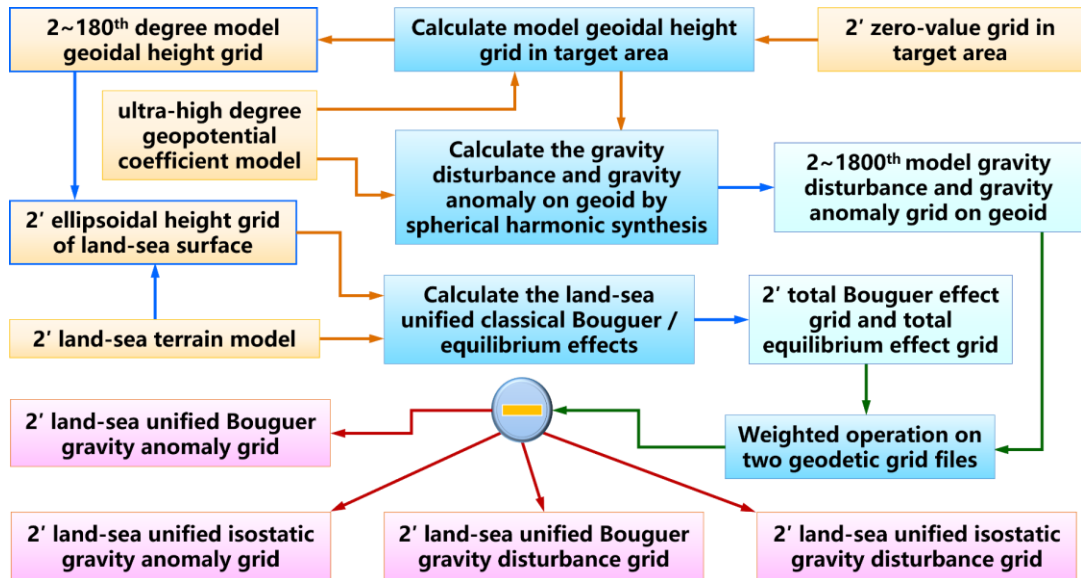 2~180th degree model
geoidal height grid
Calculate model geoidal height
grid in target area
2′ zero-value grid in
target area
ultra-high degree
geopotential
coefficient model
Calculate the gravity
disturbance and gravity
anomaly on geoid by
spherical harmonic synthesis
2~1800th model gravity
disturbance and gravity
anomaly grid on geoid
2′ ellipsoidal height grid
of land-sea surface
Calculate the land-sea
unified classical Bouguer /
equilibrium effects
2′ total Bouguer effect
grid and total
equilibrium effect grid
2′ land-sea terrain model
2′ land-sea unified Bouguer
gravity anomaly grid
Weighted operation on
two geodetic grid files
2′ land-sea unified isostatic
gravity anomaly grid
2′ land-sea unified Bouguer
gravity disturbance grid
2′ land-sea unified isostatic
gravity disturbance grid